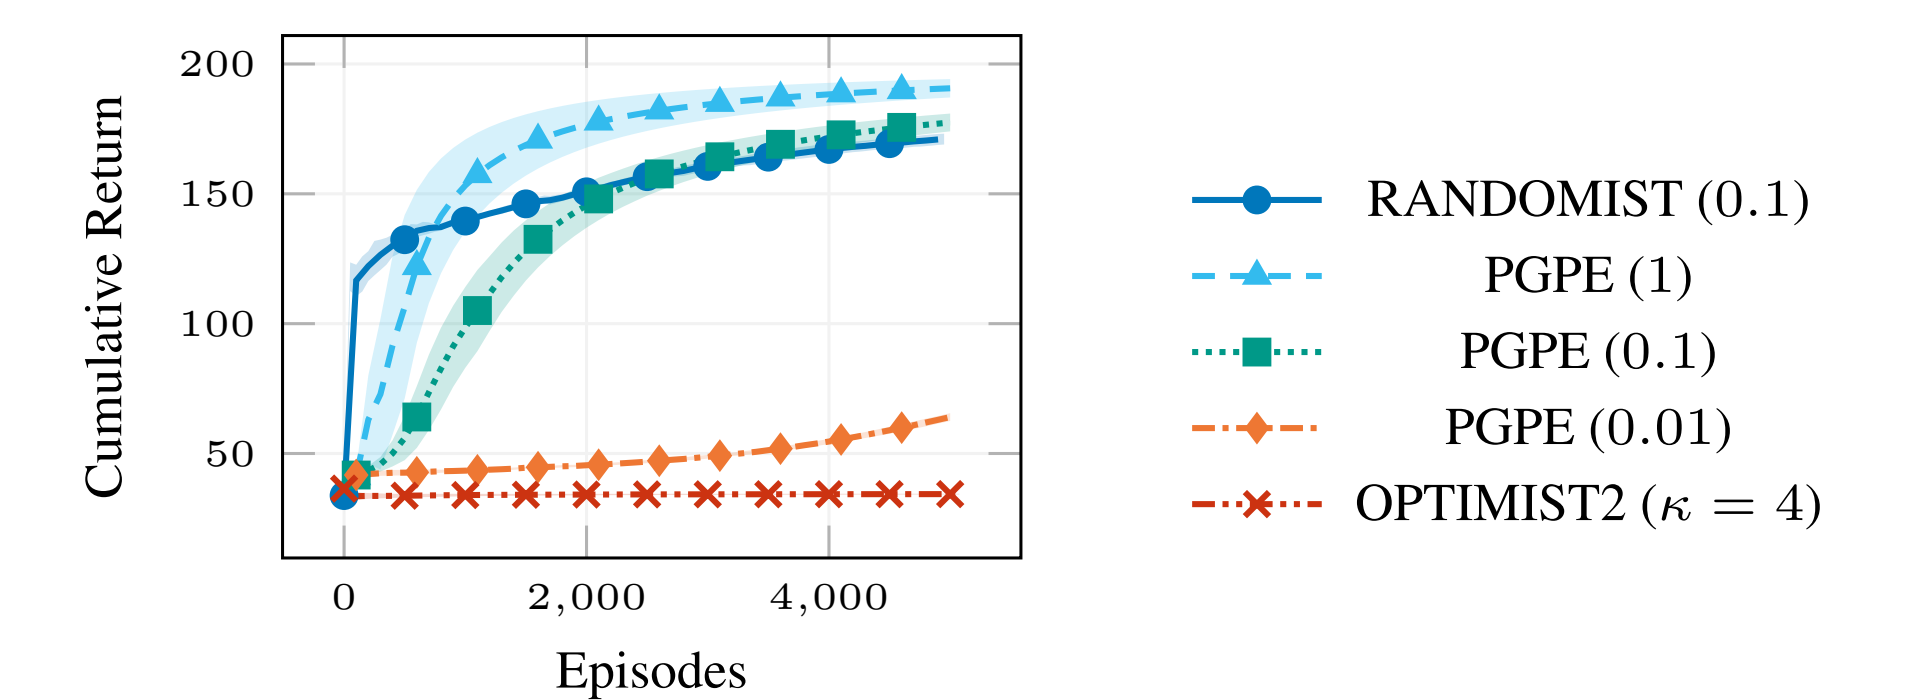 200
150
100
50
0
2,000
4,000
Cumulative Return
Episodes
RANDOMIST (0.1)
PGPE (1)
PGPE (0.1)
PGPE (0.01)
OPTIMIST2 (κ = 4)